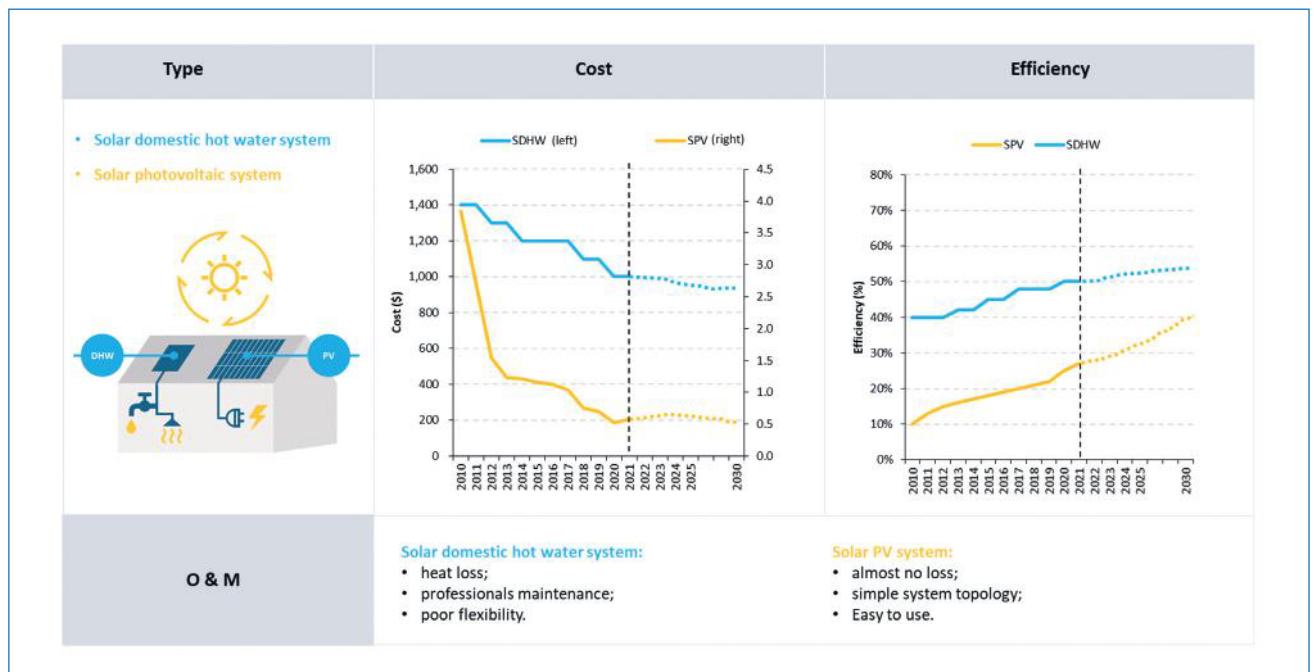 Type
Cost
Efficiency
• Solar domestic hot water system
• Solar photovoltaic system
DHW
PV
SDHW (left)
SPV (right)
1,600
1,400
1,200
1,000
800
600
400
200
0
Cost ($)
4.5
4.0
3.5
3.0
2.5
2.0
1.5
1.0
0.5
0.0
2010
2011
2012
2013
2014
2015
2016
2017
2018
2019
2020
2021
2022
2023
2024
2025
2030
SPV
SDHW
80%
70%
60%
50%
40%
30%
20%
10%
0%
Efficiency (%)
2010
2011
2012
2013
2014
2015
2016
2017
2018
2019
2020
2021
2022
2023
2024
2025
2030
O & M
Solar domestic hot water system:
• heat loss;
• professionals maintenance;
• poor flexibility.
Solar PV system:
• almost no loss;
• simple system topology;
• Easy to use.